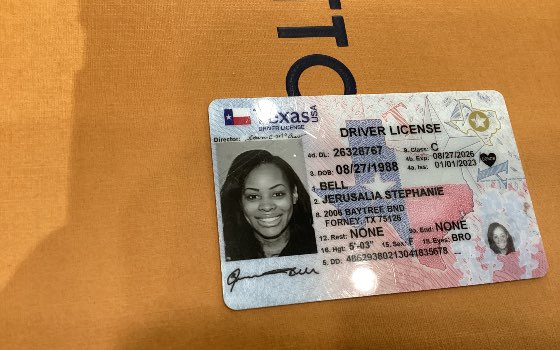 TTO
Texas
USA
DRIVER LICENSE
Director:
DRIVER LICENSE
4d. DL: 26328767
9. Class: C
4b. Exp: 08/27/2026
3. DOB: 08/27/1988
4a. Iss: 01/01/2023
1. BELL
2. JERUSALIA STEPHANIE
8. 2006 BAYTREE BND
FORNEY, TX 75126
12. Rest: NONE
9a. End: NONE
16. Hgt: 5'-03"
15. Sex: F
18. Eyes: BRO
5. DD: 48629380213041835678